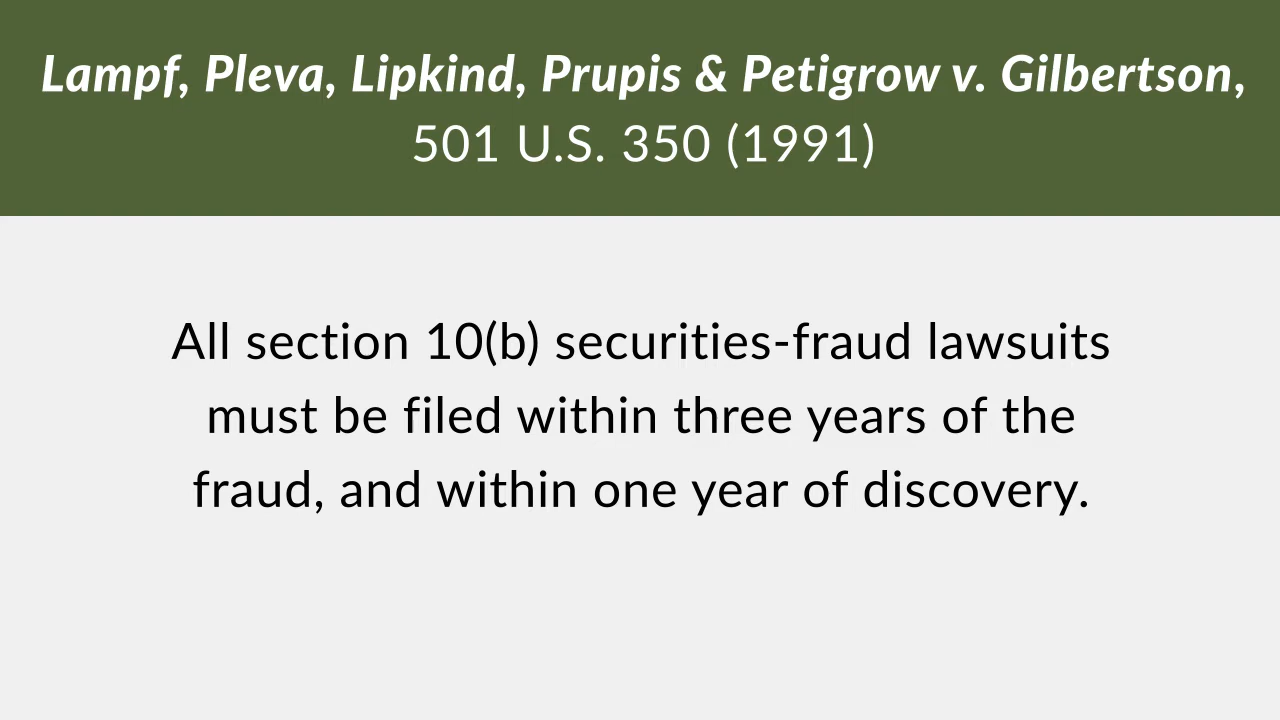 Lampf, Pleva, Lipkind, Prupis & Petigrow v. Gilbertson,
501 U.S. 350 (1991)
All section 10(b) securities-fraud lawsuits
must be filed within three years of the
fraud, and within one year of discovery.